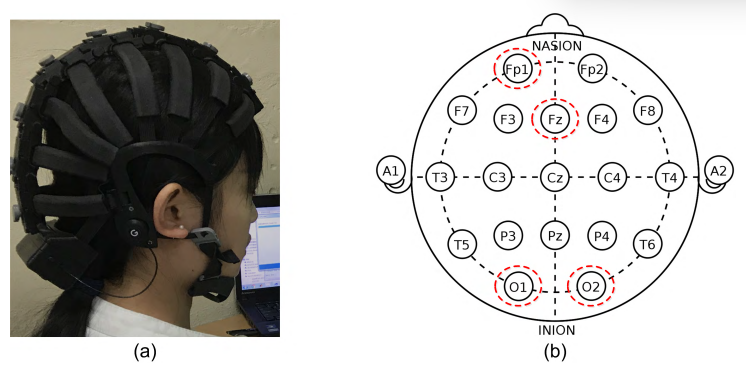 NASION
Fp1 Fp2
F7 F3 Fz F4 F8
A1 T3 C3 Cz C4 T4 A2
T5 P3 Pz P4 T6
O1 O2
INION
(a) (b)